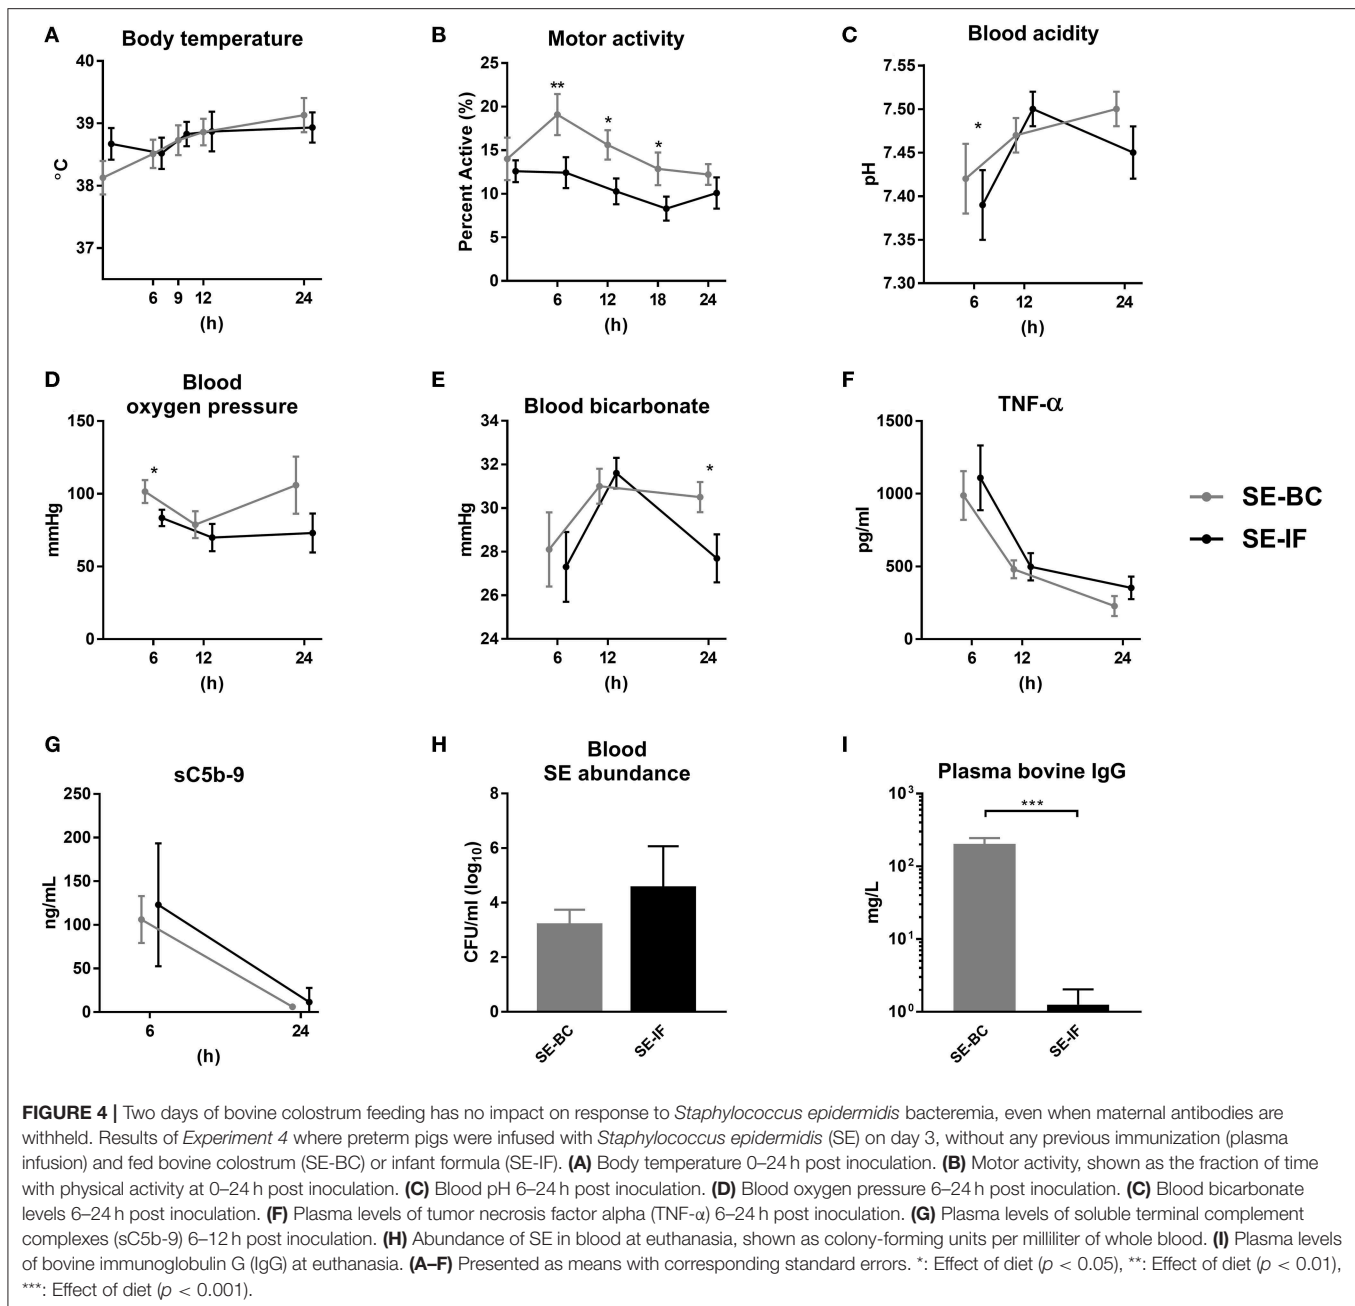 A
Body temperature
40
39
38
37
°C
6 9 12 24
(h)
B
Motor activity
25
20
15
10
5
0
Percent Active (%)
**
*
*
6 12 18 24
(h)
C
Blood acidity
7.55
7.50
7.45
7.40
7.35
7.30
pH
*
6 12 24
(h)
D
Blood
oxygen pressure
150
100
50
0
mmHg
*
6 12 24
(h)
E
Blood bicarbonate
34
32
30
28
26
24
mmHg
*
6 12 24
(h)
F
TNF-α
1500
1000
500
0
pg/ml
6 12 24
(h)
SE-BC
SE-IF
G
sC5b-9
250
200
150
100
50
0
ng/mL
6 24
(h)
H
Blood
SE abundance
8
6
4
2
0
CFU/ml (log10)
SE-BC
SE-IF
I
Plasma bovine IgG
10³
10²
10¹
10⁰
mg/L
***
SE-BC
SE-IF
FIGURE 4 | Two days of bovine colostrum feeding has no impact on response to Staphylococcus epidermidis bacteremia, even when maternal antibodies are
withheld. Results of Experiment 4 where preterm pigs were infused with Staphylococcus epidermidis (SE) on day 3, without any previous immunization (plasma
infusion) and fed bovine colostrum (SE-BC) or infant formula (SE-IF). (A) Body temperature 0–24 h post inoculation. (B) Motor activity, shown as the fraction of time
with physical activity at 0–24 h post inoculation. (C) Blood pH 6–24 h post inoculation. (D) Blood oxygen pressure 6–24 h post inoculation. (C) Blood bicarbonate
levels 6–24 h post inoculation. (F) Plasma levels of tumor necrosis factor alpha (TNF-α) 6–24 h post inoculation. (G) Plasma levels of soluble terminal complement
complexes (sC5b-9) 6–12 h post inoculation. (H) Abundance of SE in blood at euthanasia, shown as colony-forming units per milliliter of whole blood. (I) Plasma levels
of bovine immunoglobulin G (IgG) at euthanasia. (A–F) Presented as means with corresponding standard errors. *: Effect of diet (p < 0.05), **: Effect of diet (p < 0.01),
***: Effect of diet (p < 0.001).